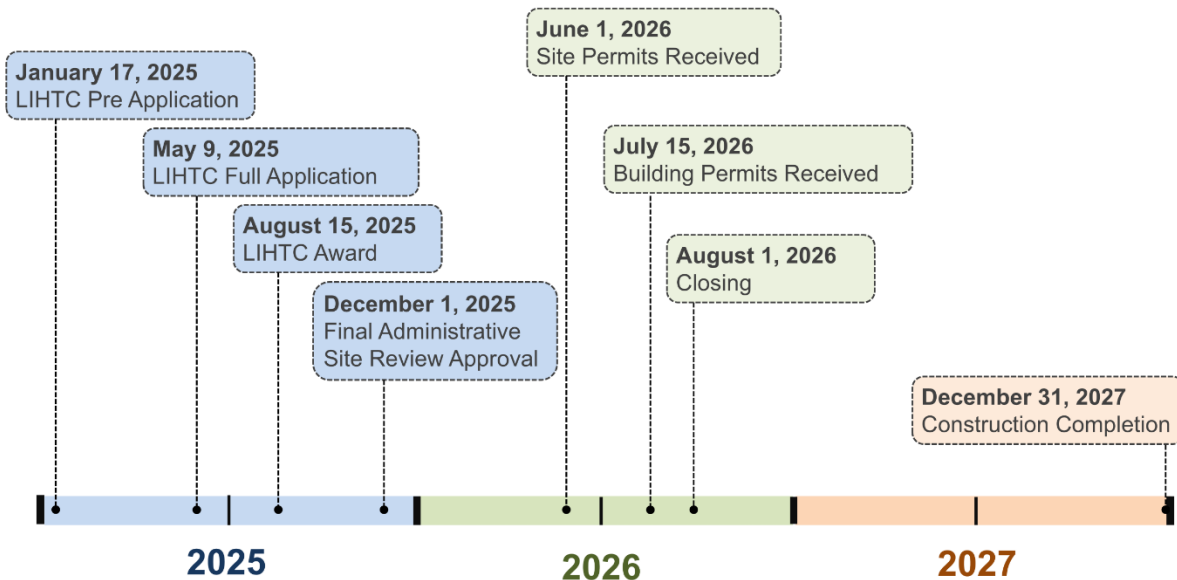 January 17, 2025
LIHTC Pre Application
May 9, 2025
LIHTC Full Application
August 15, 2025
LIHTC Award
December 1, 2025
Final Administrative
Site Review Approval
June 1, 2026
Site Permits Received
July 15, 2026
Building Permits Received
August 1, 2026
Closing
December 31, 2027
Construction Completion
2025
2026
2027